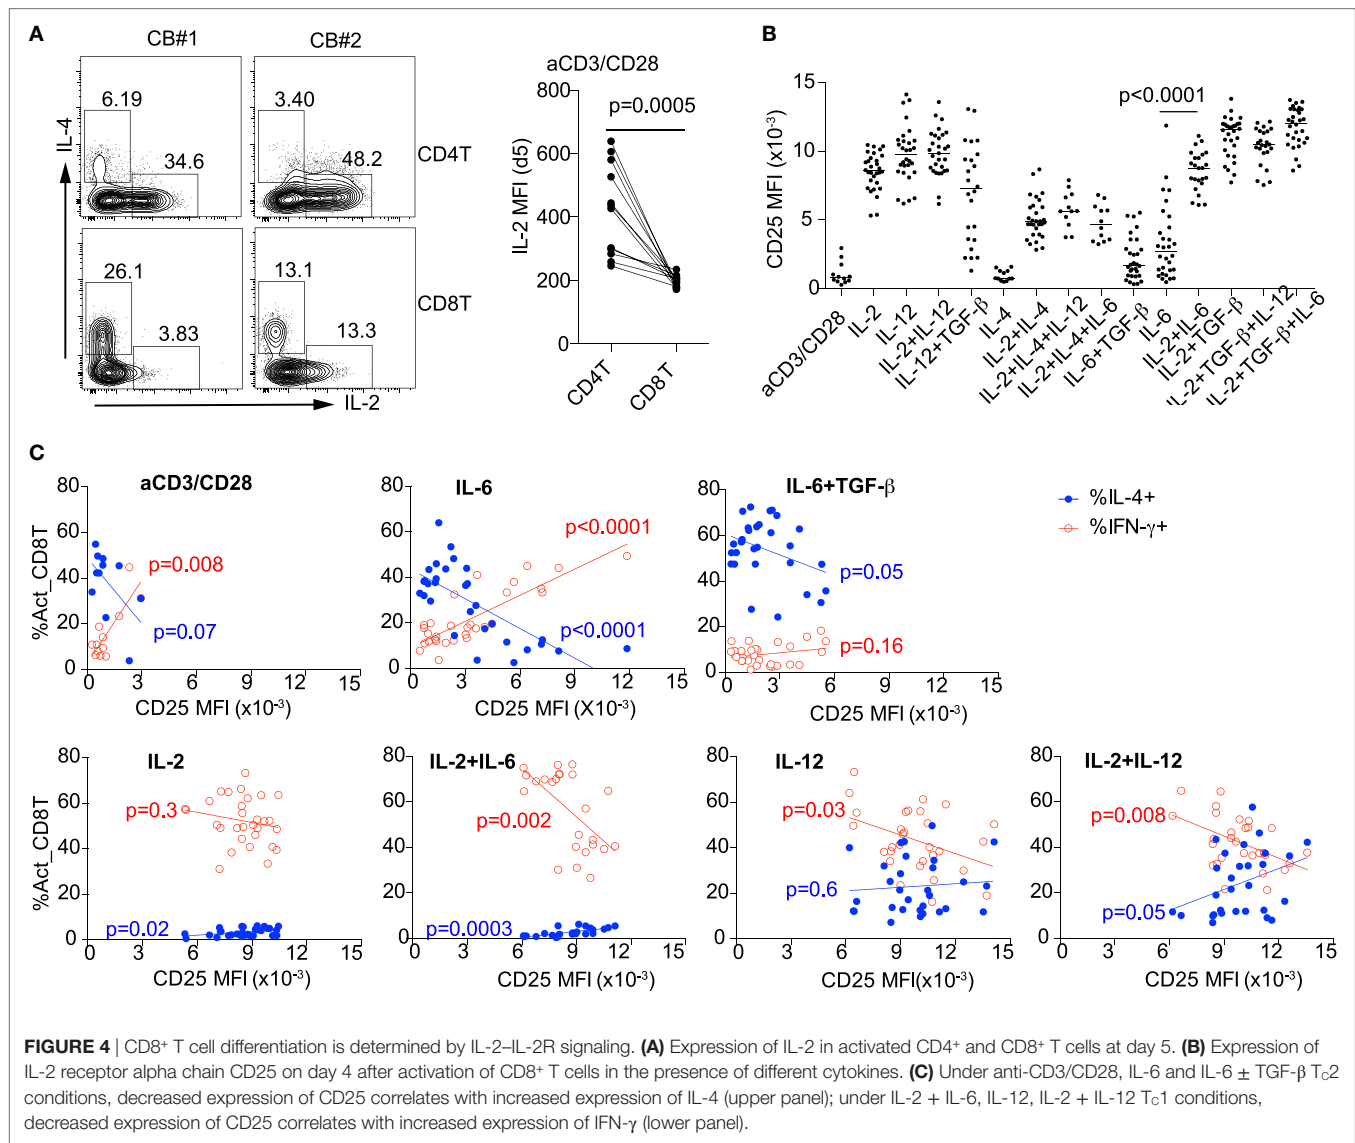 A
CB#1
CB#2
6.19
34.6
3.40
48.2
CD4T
26.1
3.83
13.1
13.3
CD8T
IL-4
IL-2
aCD3/CD28
p=0.0005
IL-2 MFI (d5)
800
600
400
200
0
CD4T
CD8T
B
p<0.0001
CD25 MFI (x10⁻³)
15
10
5
0
aCD3/CD28
IL-2
IL-12
IL-2+IL-12
IL-12+TGF-β
IL-4
IL-2+IL-4
IL-2+IL-4+IL-12
IL-2+IL-4+IL-6
IL-6+TGF-β
IL-6
IL-2+IL-6
IL-2+TGF-β
IL-2+TGF-β+IL-12
IL-2+TGF-β+IL-6
C
aCD3/CD28
%Act_CD8T
80
60
40
20
0
p=0.008
p=0.07
0 3 6 9 12 15
CD25 MFI (x10⁻³)
IL-6
80
60
40
20
0
p<0.0001
p<0.0001
0 3 6 9 12 15
CD25 MFI (X10⁻³)
IL-6+TGF-β
80
60
40
20
0
p=0.05
p=0.16
0 3 6 9 12 15
CD25 MFI (x10⁻³)
%IL-4+
%IFN-γ+
IL-2
%Act_CD8T
80
60
40
20
0
p=0.3
p=0.02
0 3 6 9 12 15
CD25 MFI (x10⁻³)
IL-2+IL-6
80
60
40
20
0
p=0.002
p=0.0003
0 3 6 9 12 15
CD25 MFI (x10⁻³)
IL-12
80
60
40
20
0
p=0.03
p=0.6
0 3 6 9 12 15
CD25 MFI(x10⁻³)
IL-2+IL-12
80
60
40
20
0
p=0.008
p=0.05
0 3 6 9 12 15
CD25 MFI (x10⁻³)
FIGURE 4 | CD8⁺ T cell differentiation is determined by IL-2–IL-2R signaling. (A) Expression of IL-2 in activated CD4⁺ and CD8⁺ T cells at day 5. (B) Expression of
IL-2 receptor alpha chain CD25 on day 4 after activation of CD8⁺ T cells in the presence of different cytokines. (C) Under anti-CD3/CD28, IL-6 and IL-6 ± TGF-β Tc2
conditions, decreased expression of CD25 correlates with increased expression of IL-4 (upper panel); under IL-2 + IL-6, IL-12, IL-2 + IL-12 Tc1 conditions,
decreased expression of CD25 correlates with increased expression of IFN-γ (lower panel).